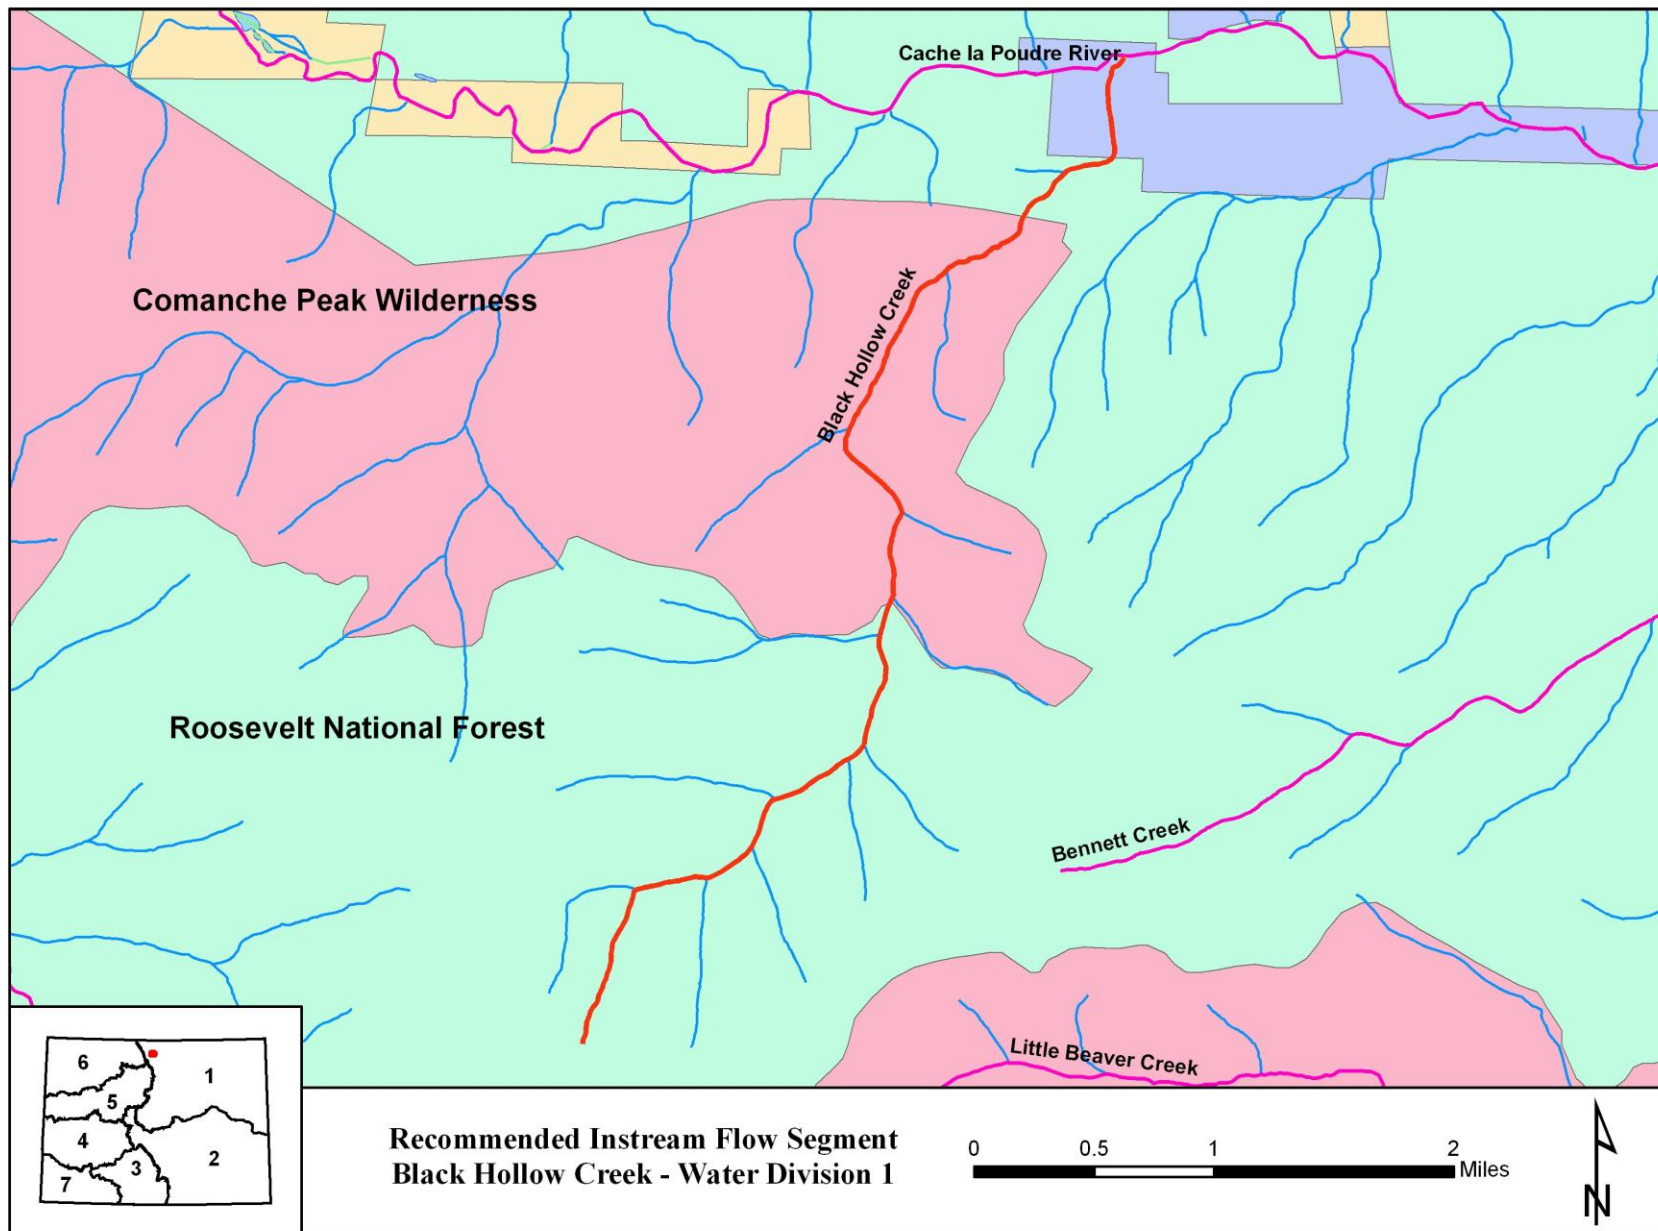 Cache la Poudre River
Comanche Peak Wilderness
Black Hollow Creek
Roosevelt National Forest
Bennett Creek
Little Beaver Creek
6
1
5
4
2
3
7
Recommended Instream Flow Segment
Black Hollow Creek - Water Division 1
0 0.5 1 2
Miles
N